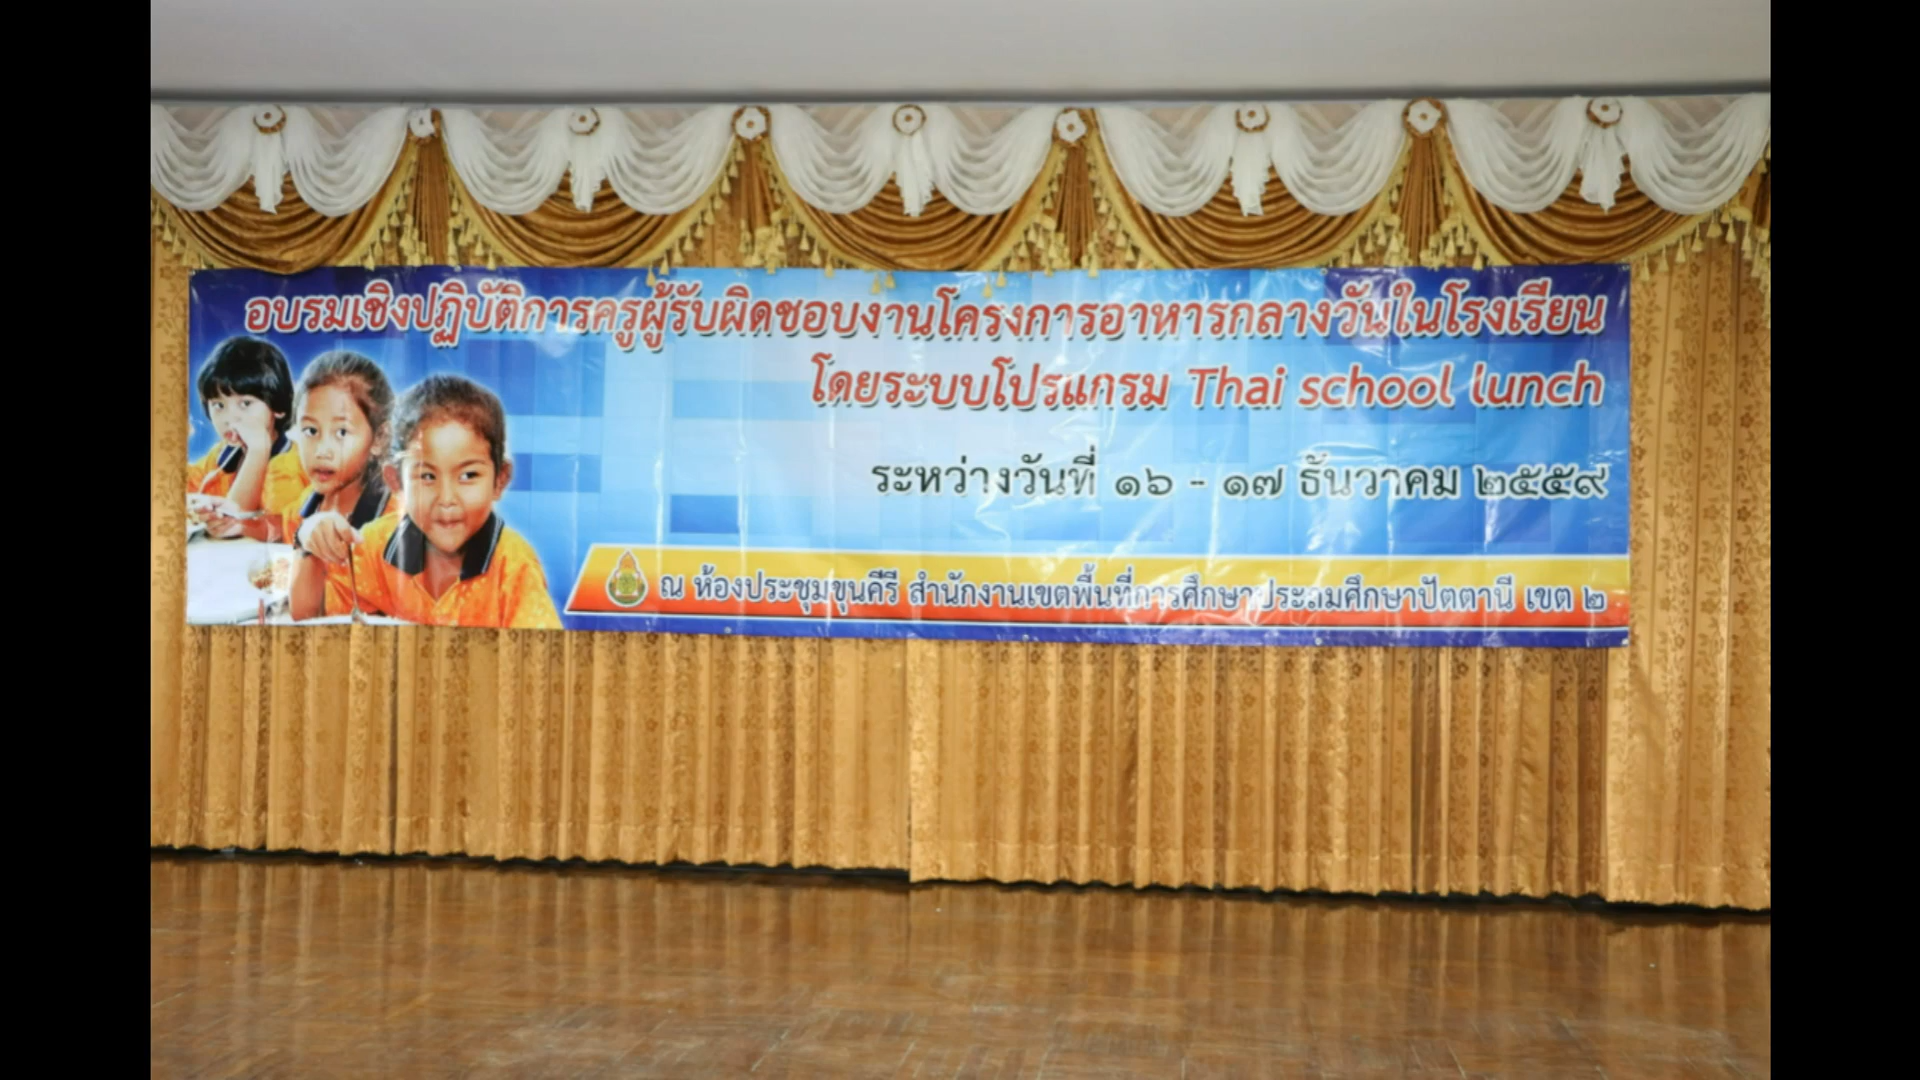 อบรมเชิงปฏิบัติการครูผู้รับผิดชอบงานโครงการอาหารกลางวันในโรงเรียน
โดยระบบโปรแกรม Thai school lunch
ระหว่างวันที่ ๑๖ - ๑๗ ธันวาคม ๒๕๕๙
ณ ห้องประชุมขุนคีรี สำนักงานเขตพื้นที่การศึกษาประถมศึกษาปัตตานี เขต ๒